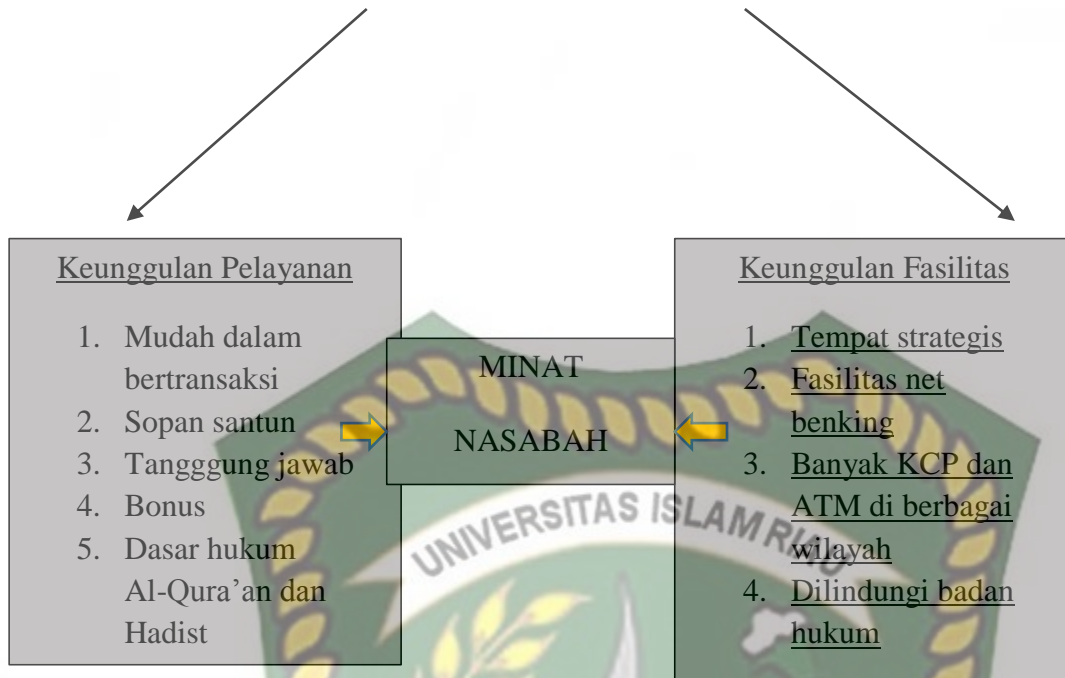 Keunggulan Pelayanan
1. Mudah dalam
bertransaksi
2. Sopan santun
3. Tangggung jawab
4. Bonus
5. Dasar hukum
Al-Qura’an dan
Hadist
MINAT
NASABAH
Keunggulan Fasilitas
1. Tempat strategis
2. Fasilitas net
benking
3. Banyak KCP dan
ATM di berbagai
wilayah
4. Dilindungi badan
hukum
UNIVERSITAS ISLAM RIAU